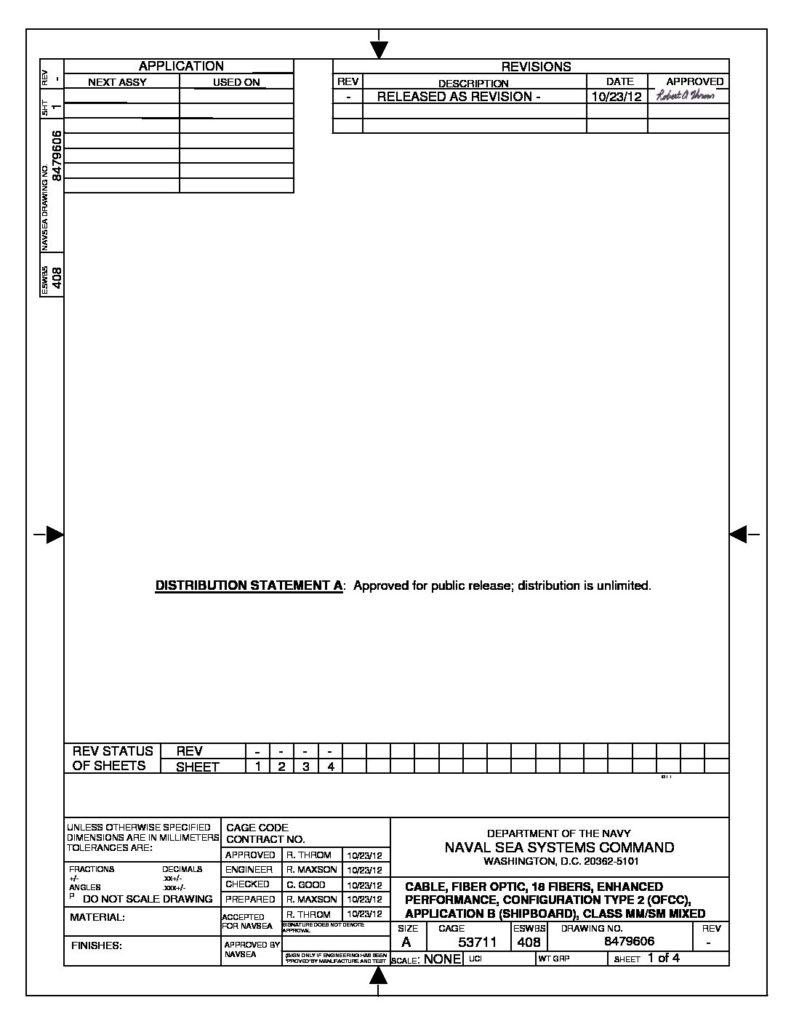 APPLICATION
NEXT ASSY USED ON
REVISIONS
REV DESCRIPTION DATE APPROVED
- RELEASED AS REVISION - 10/23/12
REV -
SHT 1
NAVSEA DRAWING NO. 8479606
ESWBS 408
DISTRIBUTION STATEMENT A: Approved for public release; distribution is unlimited.
REV STATUS REV - - - -
OF SHEETS SHEET 1 2 3 4
UNLESS OTHERWISE SPECIFIED
DIMENSIONS ARE IN MILLIMETERS
TOLERANCES ARE:
FRACTIONS DECIMALS
+/- .XX+/-
ANGLES .XXX+/-
P DO NOT SCALE DRAWING
MATERIAL:
FINISHES:
CAGE CODE
CONTRACT NO.
APPROVED R. THROM 10/23/12
ENGINEER R. MAXSON 10/23/12
CHECKED C. GOOD 10/23/12
PREPARED R. MAXSON 10/23/12
ACCEPTED
FOR NAVSEA
R. THROM 10/23/12
SIGNATURE DOES NOT DENOTE
APPROVAL
APPROVED BY
NAVSEA
DEPARTMENT OF THE NAVY
NAVAL SEA SYSTEMS COMMAND
WASHINGTON, D.C. 20362-5101
CABLE, FIBER OPTIC, 18 FIBERS, ENHANCED
PERFORMANCE, CONFIGURATION TYPE 2 (OFCC),
APPLICATION B (SHIPBOARD), CLASS MM/SM MIXED
SIZE CAGE ESWBS DRAWING NO. REV
A 53711 408 8479606 -
SCALE: NONE UCI WT GRP SHEET 1 of 4